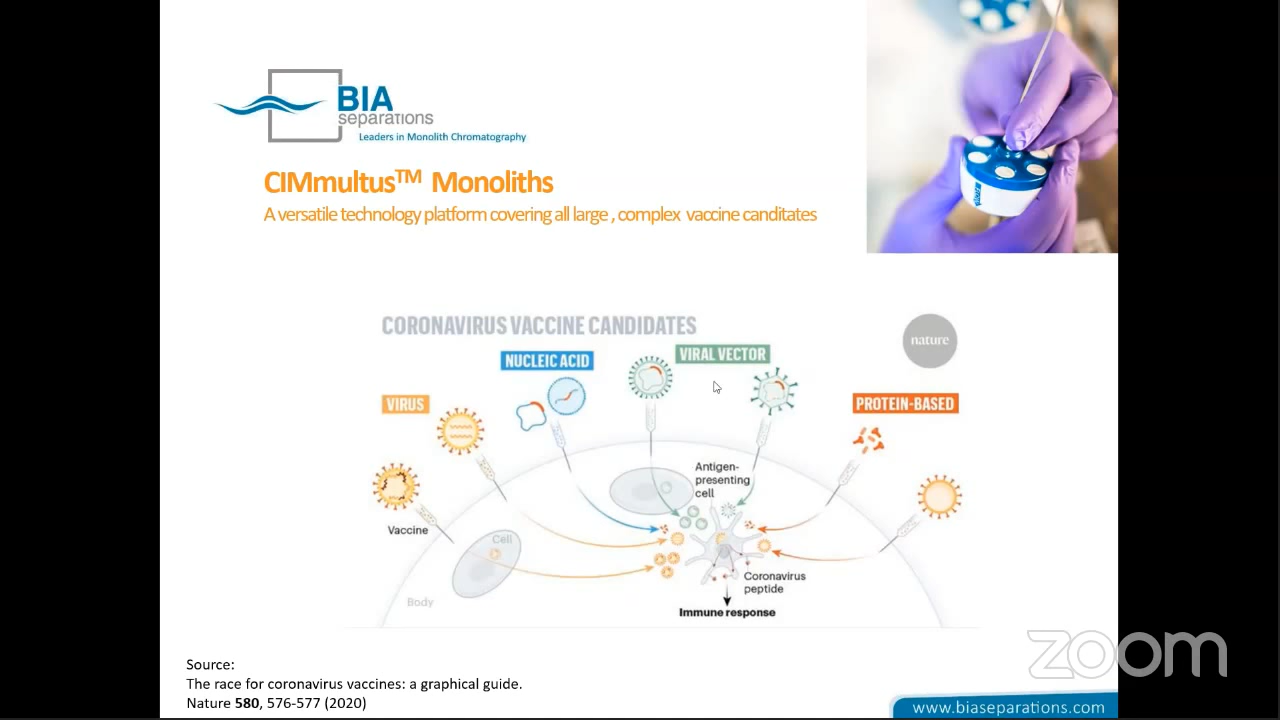 BIA
separations
Leaders in Monolith Chromatography
CIMmultus™ Monoliths
A versatile technology platform covering all large , complex vaccine canditates
CORONAVIRUS VACCINE CANDIDATES
nature
NUCLEIC ACID
VIRAL VECTOR
VIRUS
PROTEIN-BASED
Antigen-
presenting
cell
Vaccine
Cell
Coronavirus
peptide
Body
Immune response
Source:
The race for coronavirus vaccines: a graphical guide.
Nature 580, 576-577 (2020)
zoom
www.biaseparations.com